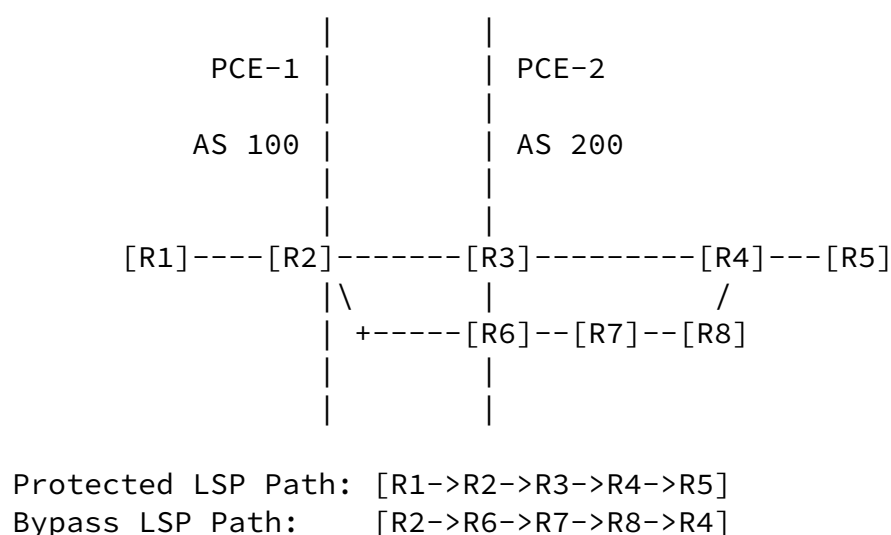 PCE-1 | | PCE-2
AS 100 | | AS 200
[R1]----[R2]-------[R3]---------[R4]---[R5]
|\ | /
| +-----[R6]--[R7]--[R8]
Protected LSP Path: [R1->R2->R3->R4->R5]
Bypass LSP Path: [R2->R6->R7->R8->R4]